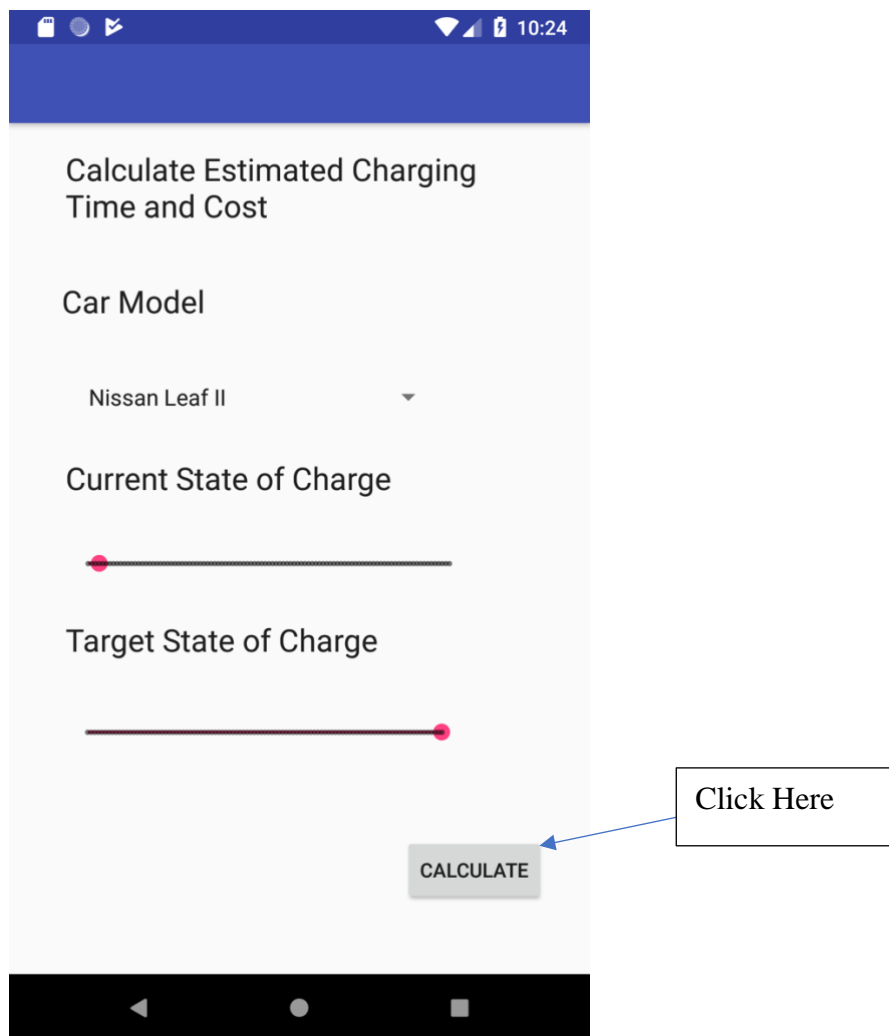 10:24
Calculate Estimated Charging
Time and Cost
Car Model
Nissan Leaf II
Current State of Charge
Target State of Charge
Click Here
CALCULATE